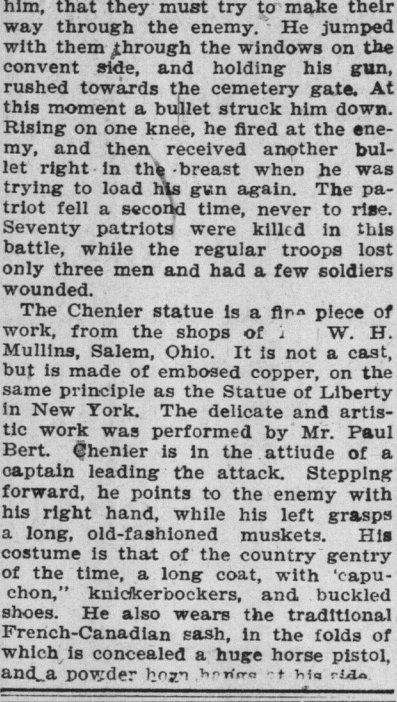 him, that they must try to make their
way through the enemy. He jumped
with them through the windows on the
convent side, and holding his gun,
rushed towards the cemetery gate. At
this moment a bullet struck him down.
Rising on one knee, he fired at the ene-
my, and then received another bul-
let right in the breast when he was
trying to load his gun again. The pa-
triot fell a second time, never to rise.
Seventy patriots were killed in this
battle, while the regular troops lost
only three men and had a few soldiers
wounded.
The Chenier statue is a fine piece of
work, from the shops of W. H.
Mullins, Salem, Ohio. It is not a cast,
but is made of embosed copper, on the
same principle as the Statue of Liberty
in New York. The delicate and artis-
tic work was performed by Mr. Paul
Bert. Chenier is in the attiude of a
captain leading the attack. Stepping
forward, he points to the enemy with
his right hand, while his left grasps
a long, old-fashioned muskets. His
costume is that of the country gentry
of the time, a long coat, with 'capu-
chon," knickerbockers, and buckled
shoes. He also wears the traditional
French-Canadian sash, in the folds of
which is concealed a huge horse pistol,
and a powder horn at his side.